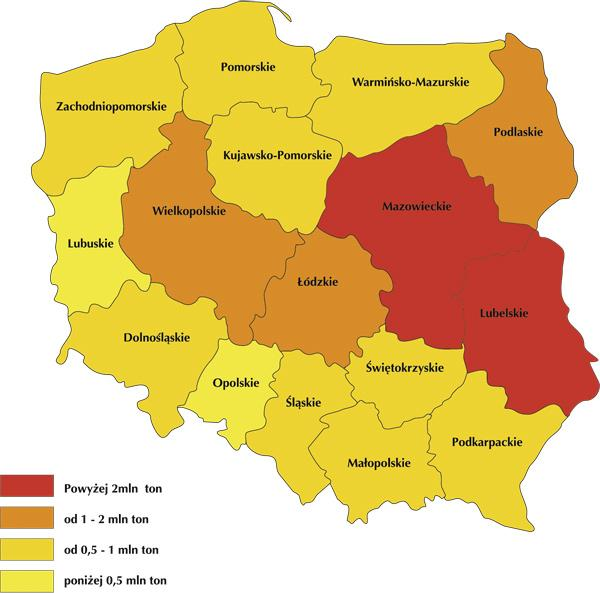 Pomorskie
Warmińsko-Mazurskie
Zachodniopomorskie
Podlaskie
Kujawsko-Pomorskie
Mazowieckie
Wielkopolskie
Lubuskie
Łódzkie
Lubelskie
Dolnośląskie
Świętokrzyskie
Opolskie
Śląskie
Podkarpackie
Małopolskie
Powyżej 2mln ton
od 1 - 2 mln ton
od 0,5 - 1 mln ton
poniżej 0,5 mln ton